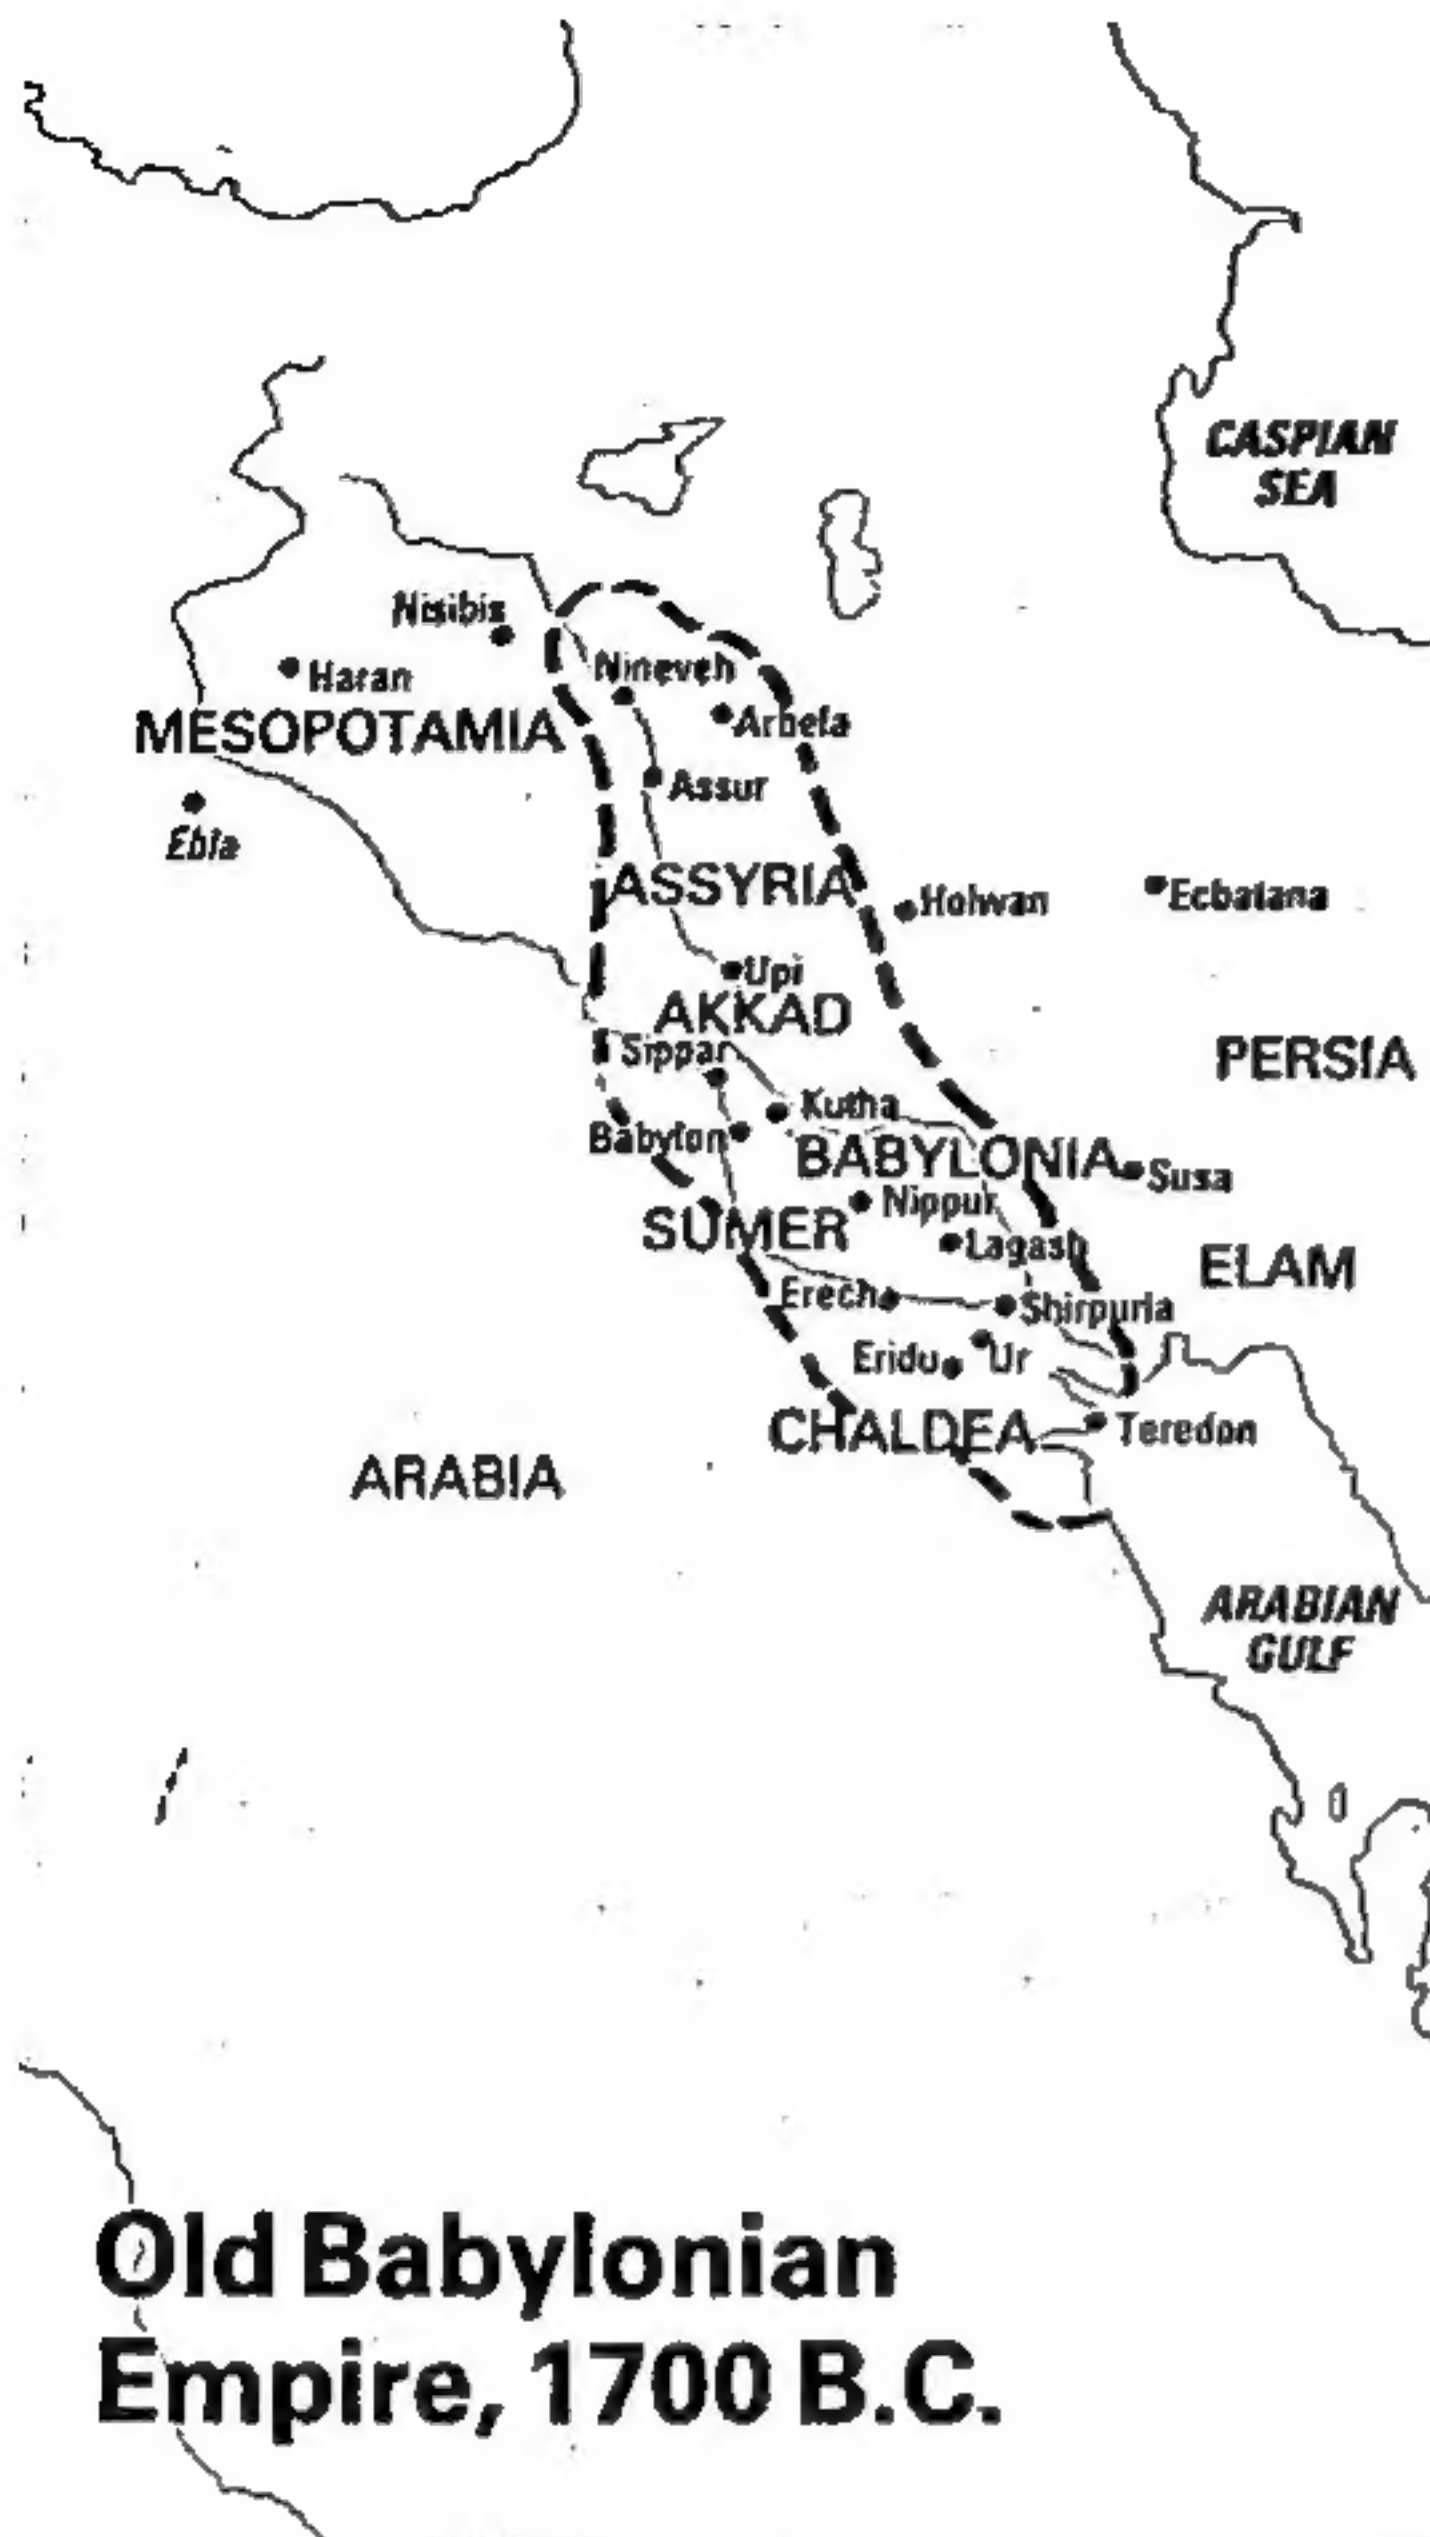 CASPIAN
SEA
Nisibis
Nineveh
Haran
Arbela
MESOPOTAMIA
Assur
Ebla
ASSYRIA
Holwan
Ecbatana
Upi
AKKAD
Sippar
PERSIA
Kutha
Babylon
BABYLONIA
Susa
Nippur
SUMER
Lagash
ELAM
Erech
Shirpurla
Eridu
Ur
CHALDEA
Teredon
ARABIA
ARABIAN
GULF
Old Babylonian
Empire, 1700 B.C.